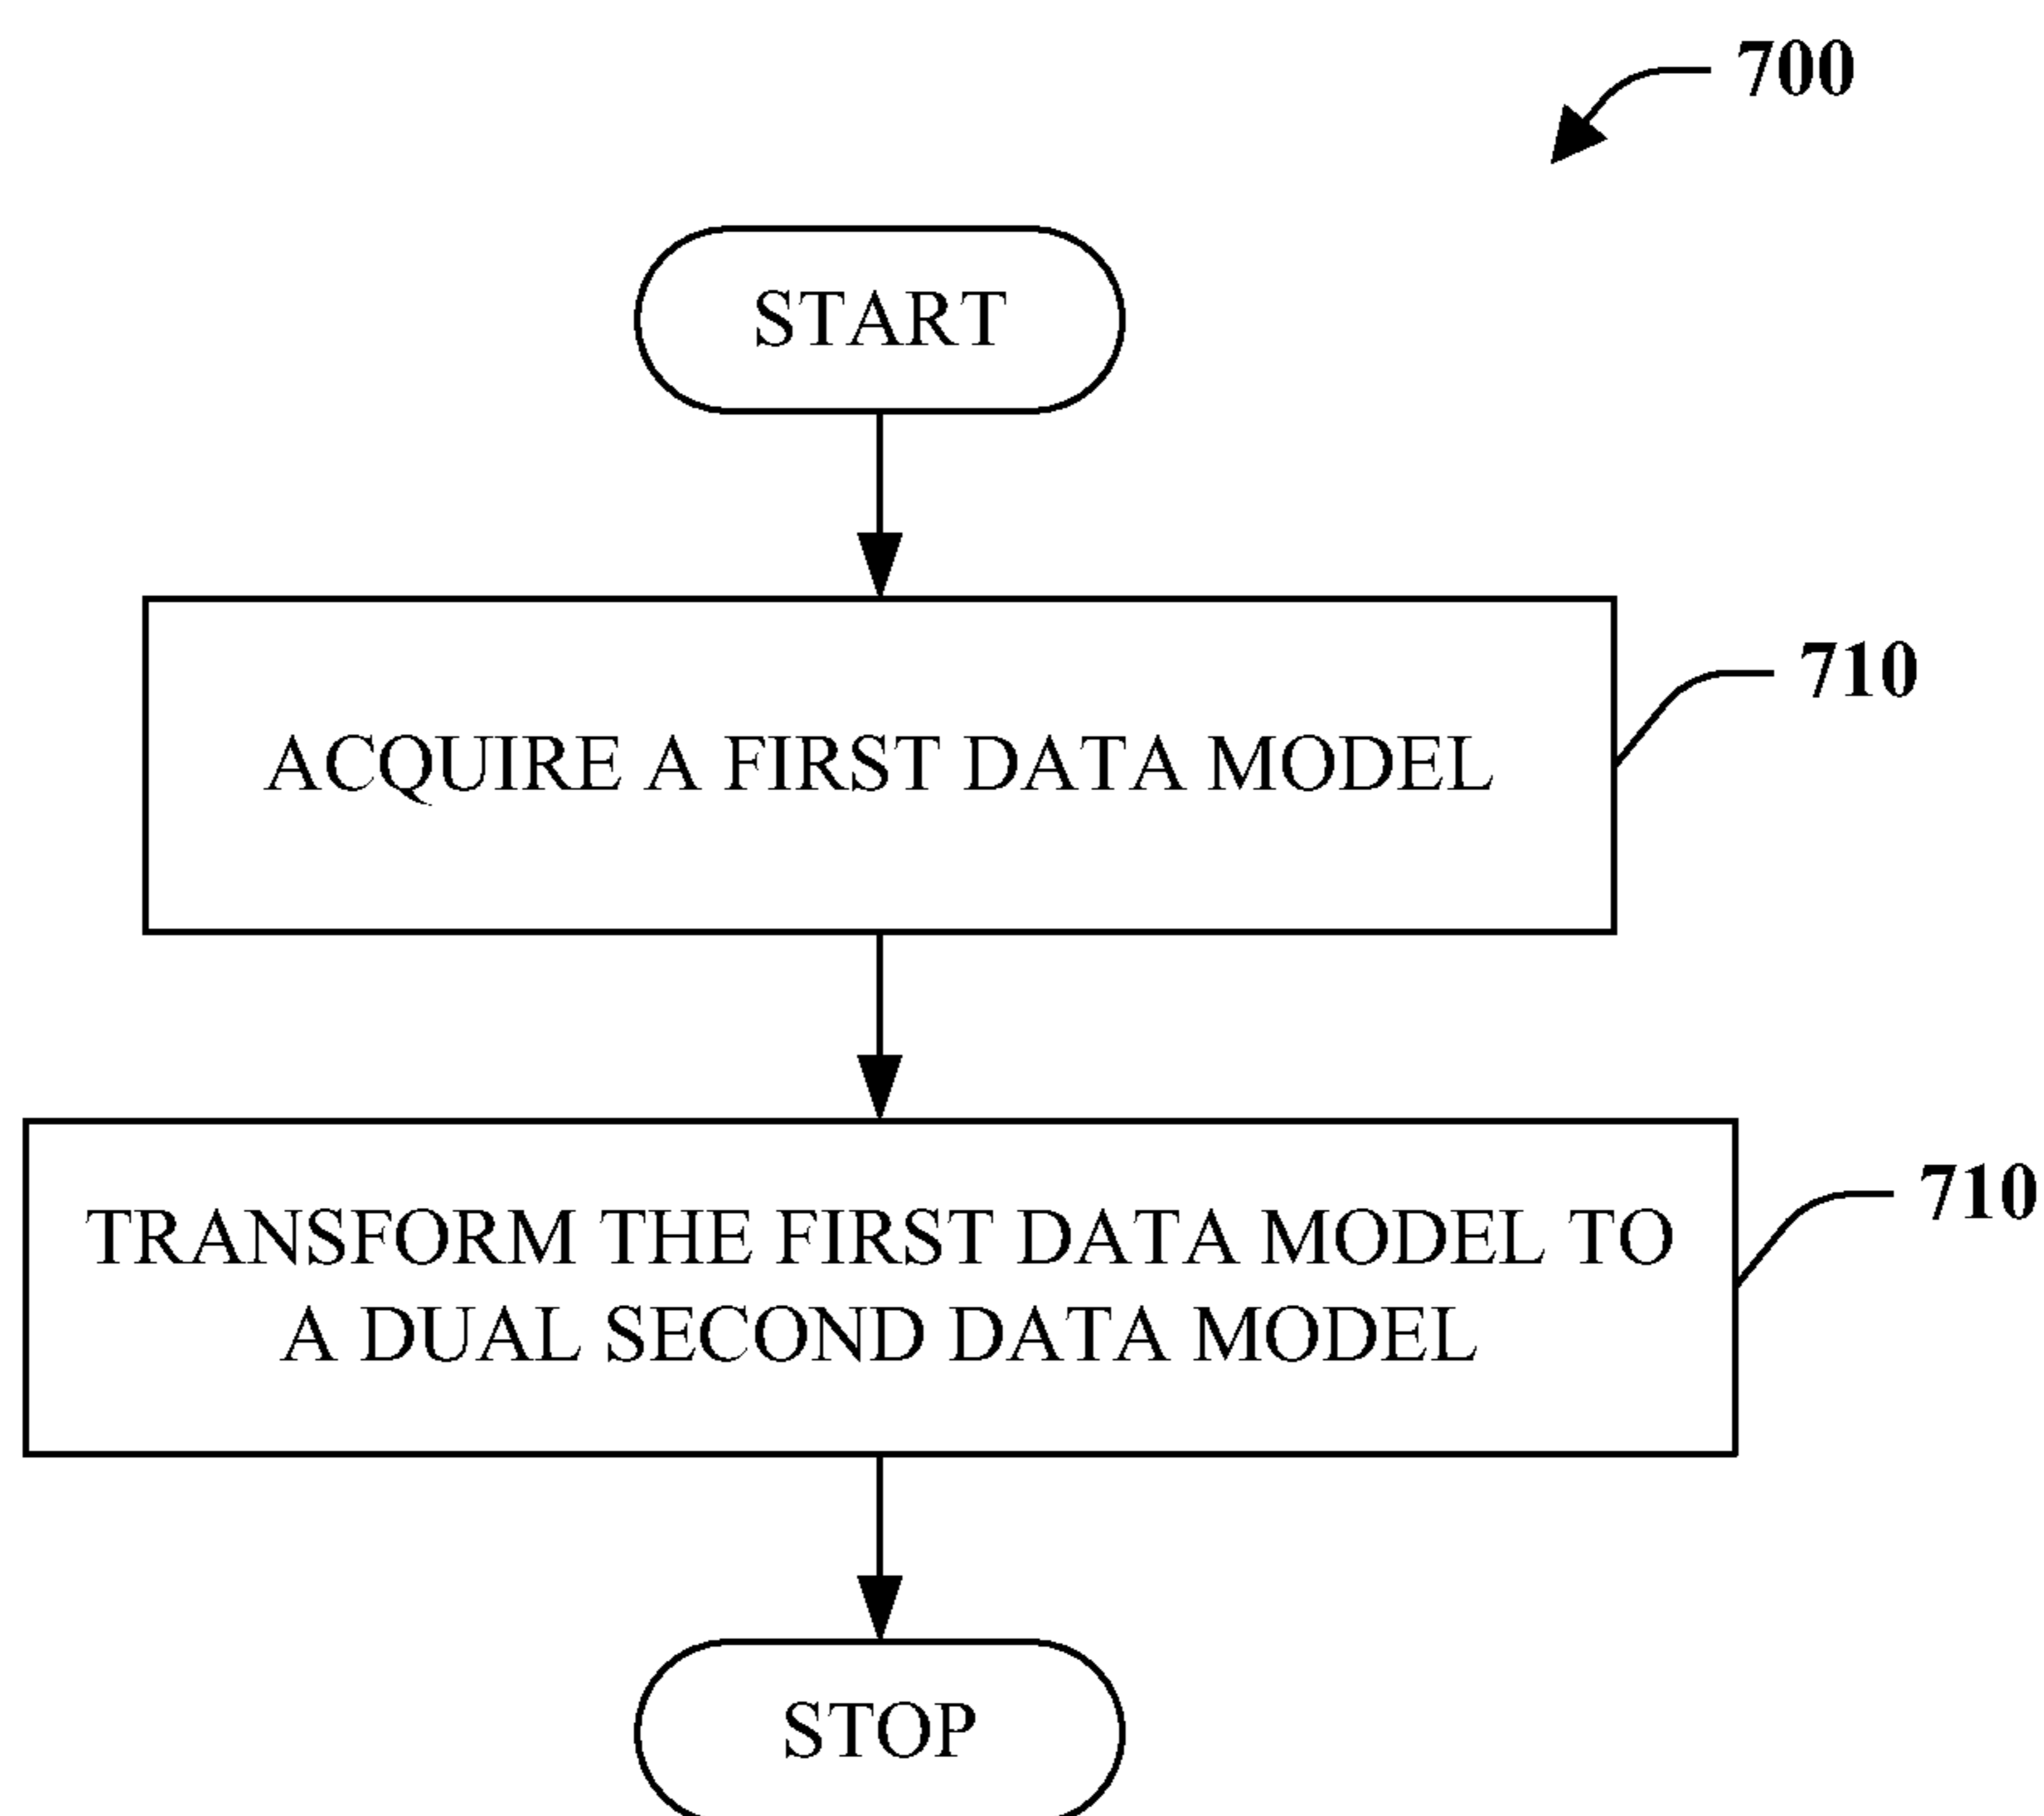 700
START
ACQUIRE A FIRST DATA MODEL
710
TRANSFORM THE FIRST DATA MODEL TO
A DUAL SECOND DATA MODEL
710
STOP